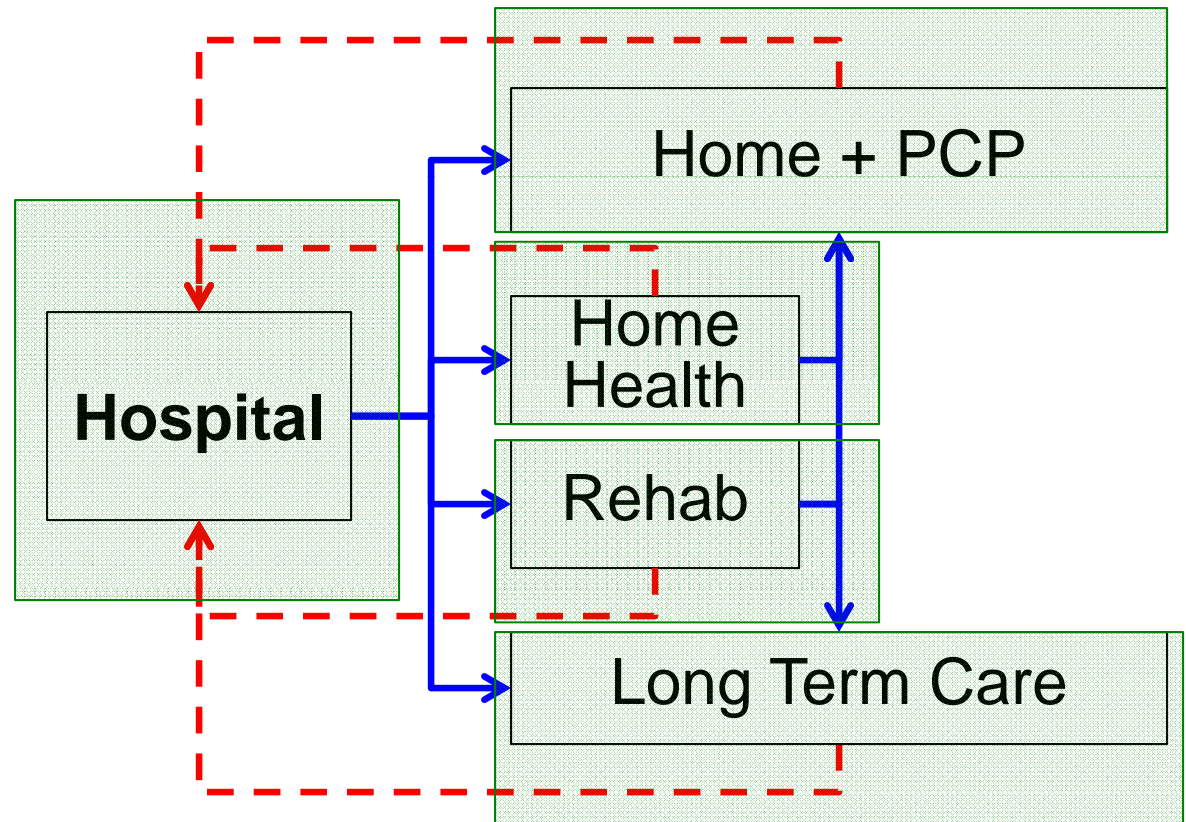 Home + PCP
Hospital
Home
Health
Rehab
Long Term Care